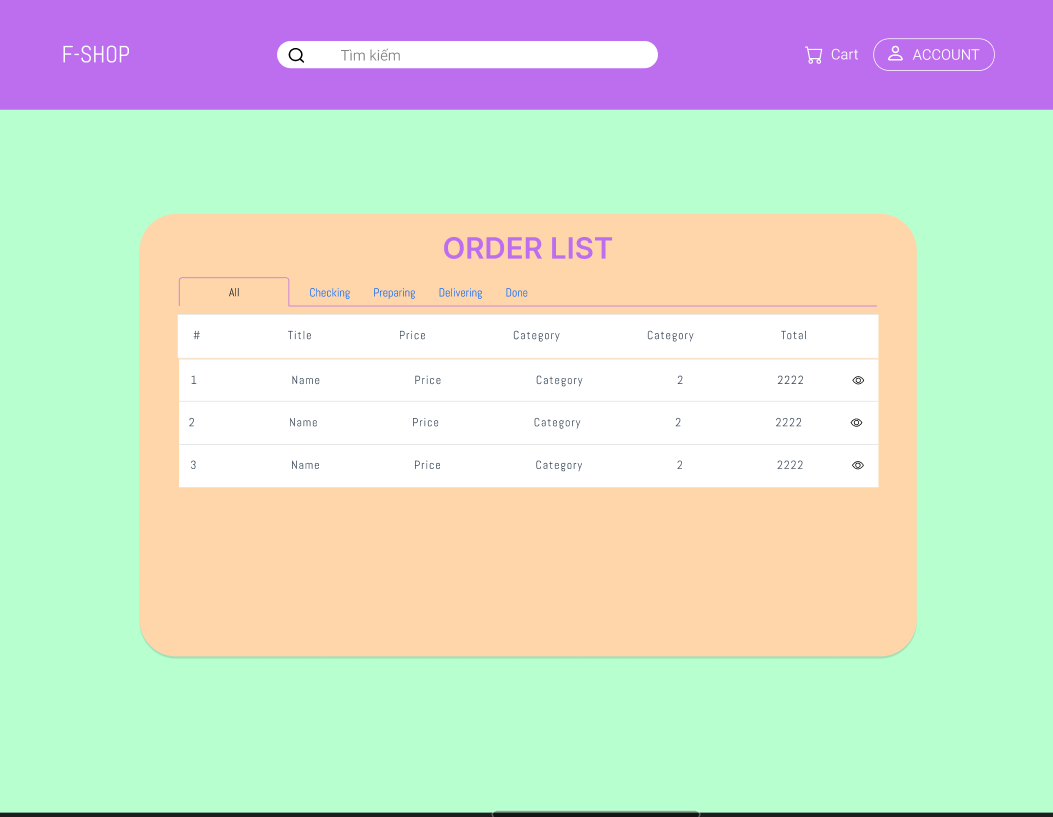 F-SHOP
Tìm kiếm
Cart
ACCOUNT
ORDER LIST
All Checking Preparing Delivering Done
# Title Price Category Category Total
1 Name Price Category 2 2222
2 Name Price Category 2 2222
3 Name Price Category 2 2222